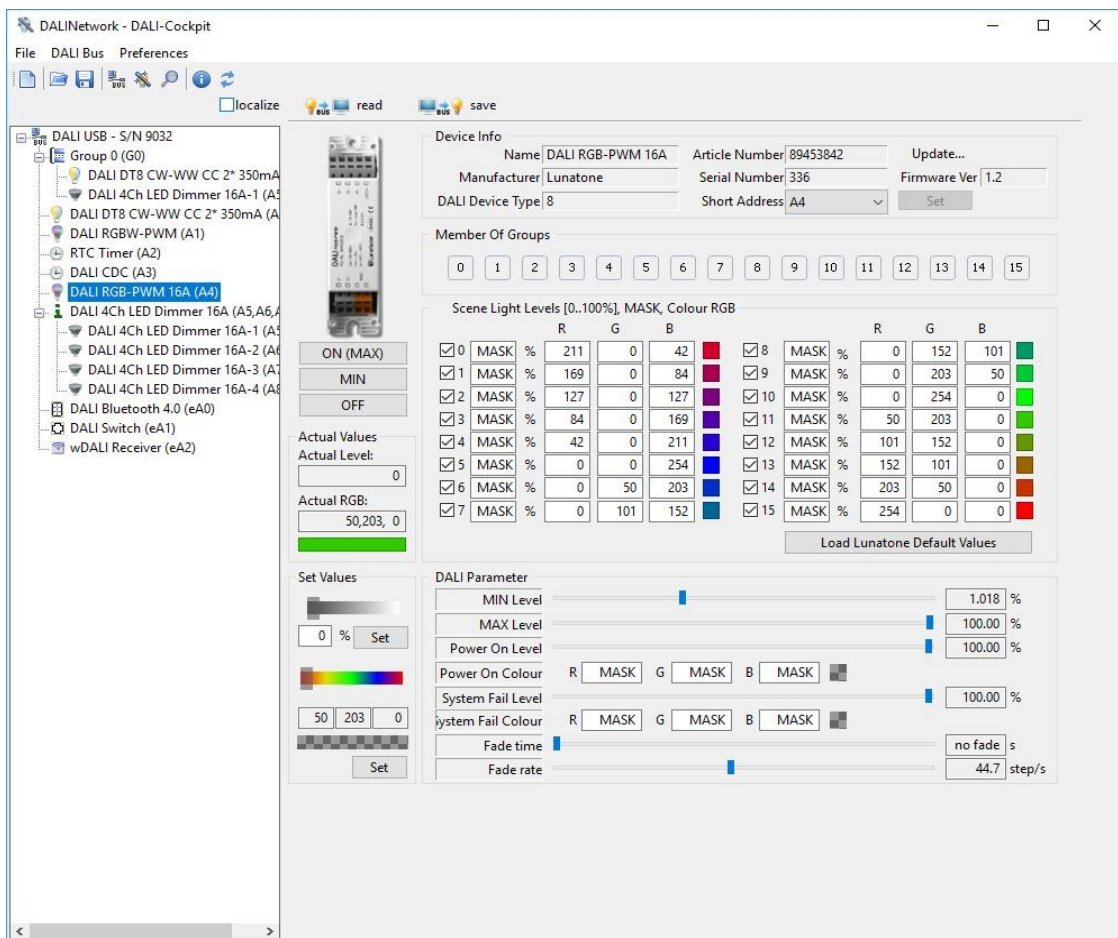 DALINetwork - DALI-Cockpit
File DALI Bus Preferences
BUS
localize BUS read BUS save
BUS DALI USB - S/N 9032
Group 0 (G0)
DALI DT8 CW-WW CC 2* 350mA
DALI 4Ch LED Dimmer 16A-1 (A5
DALI DT8 CW-WW CC 2* 350mA (A
DALI RGBW-PWM (A1)
RTC Timer (A2)
DALI CDC (A3)
DALI RGB-PWM 16A (A4)
DALI 4Ch LED Dimmer 16A (A5,A6,A
DALI 4Ch LED Dimmer 16A-1 (A5
DALI 4Ch LED Dimmer 16A-2 (A6
DALI 4Ch LED Dimmer 16A-3 (A7
DALI 4Ch LED Dimmer 16A-4 (A8
DALI Bluetooth 4.0 (eA0)
DALI Switch (eA1)
wDALI Receiver (eA2)
ON (MAX)
MIN
OFF
Actual Values
Actual Level:
0
Actual RGB:
50,203, 0
Set Values
0 % Set
50 203 0
Set
Device Info
Name DALI RGB-PWM 16A Article Number 89453842 Update...
Manufacturer Lunatone Serial Number 336 Firmware Ver 1.2
DALI Device Type 8 Short Address A4 Set
Member Of Groups
0 1 2 3 4 5 6 7 8 9 10 11 12 13 14 15
Scene Light Levels [0..100%], MASK, Colour RGB
R G B R G B
0 MASK % 211 0 42 8 MASK % 0 152 101
1 MASK % 169 0 84 9 MASK % 0 203 50
2 MASK % 127 0 127 10 MASK % 0 254 0
3 MASK % 84 0 169 11 MASK % 50 203 0
4 MASK % 42 0 211 12 MASK % 101 152 0
5 MASK % 0 0 254 13 MASK % 152 101 0
6 MASK % 0 50 203 14 MASK % 203 50 0
7 MASK % 0 101 152 15 MASK % 254 0 0
Load Lunatone Default Values
DALI Parameter
MIN Level 1.018 %
MAX Level 100.00 %
Power On Level 100.00 %
Power On Colour R MASK G MASK B MASK
System Fail Level 100.00 %
System Fail Colour R MASK G MASK B MASK
Fade time no fade s
Fade rate 44.7 step/s